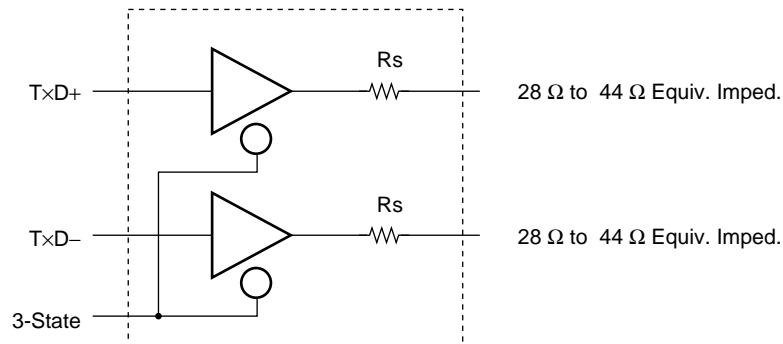 Rs
T×D+ 28 Ω to 44 Ω Equiv. Imped.
Rs
T×D− 28 Ω to 44 Ω Equiv. Imped.
3-State